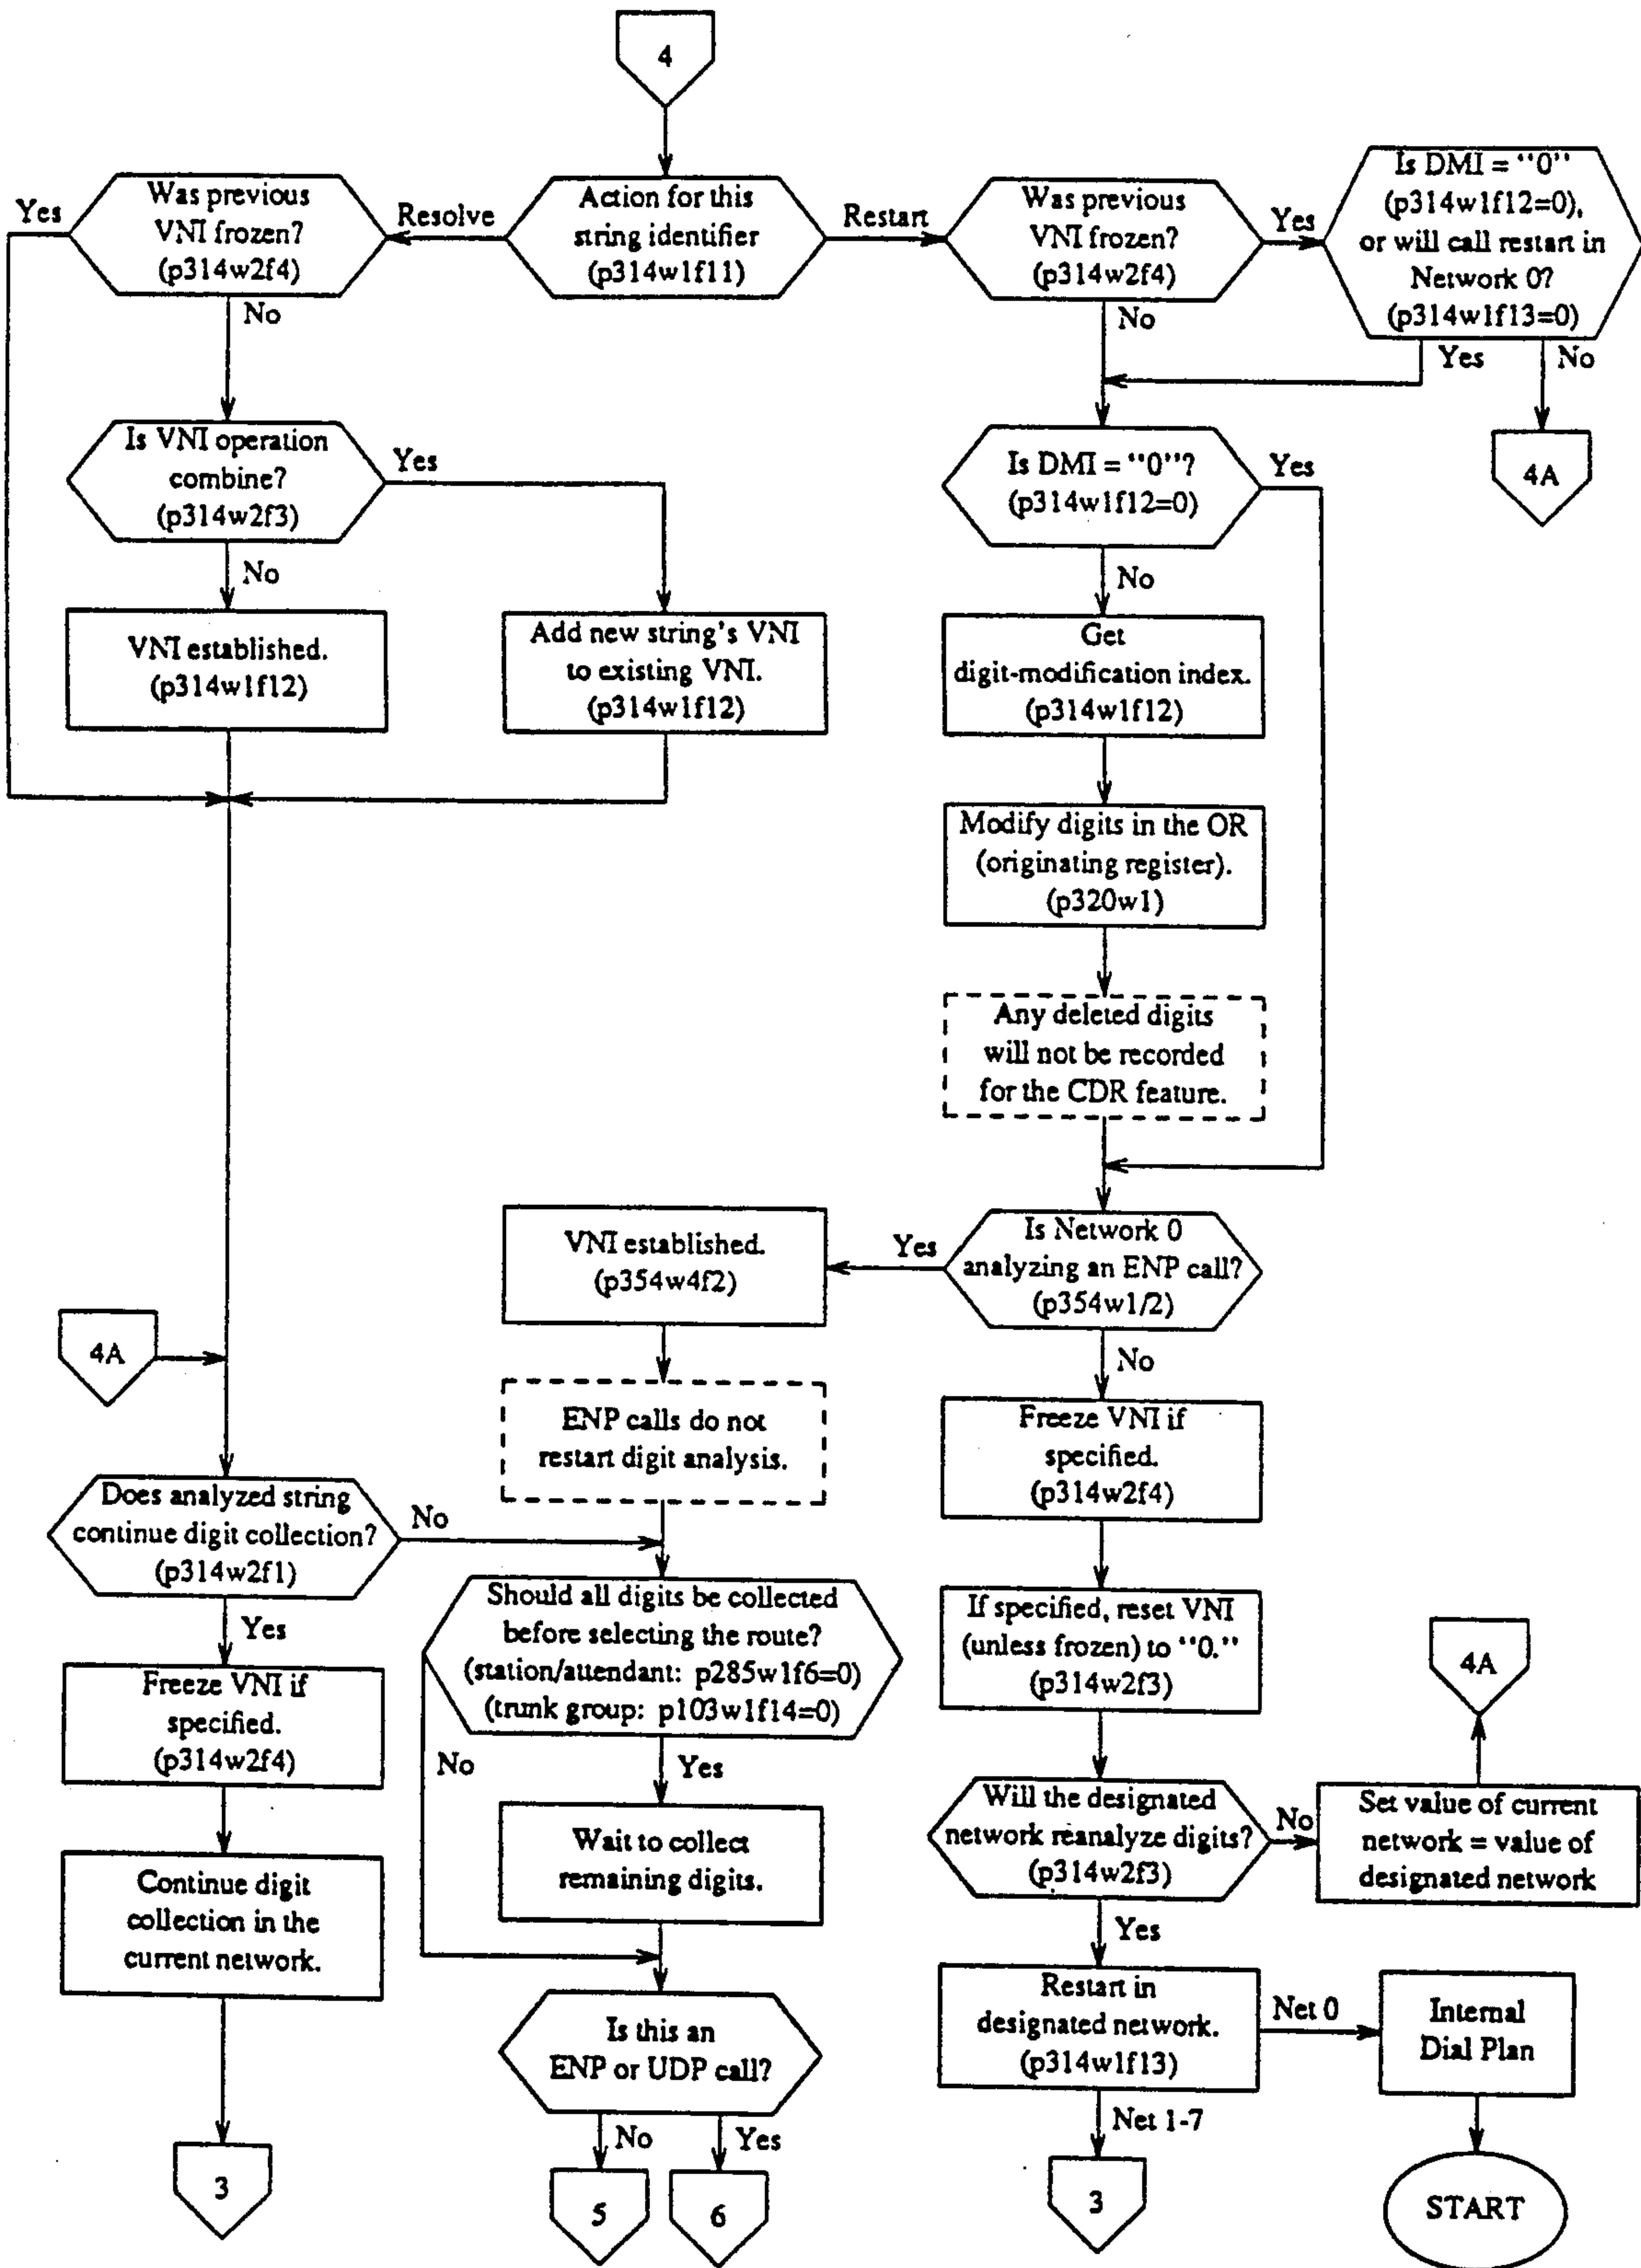 4
Was previous
VNI frozen?
(p314w2f4)
Yes
Resolve
Action for this
string identifier
(p314w1f11)
Restart
Was previous
VNI frozen?
(p314w2f4)
Yes
Is DMI = "0"
(p314w1f12=0),
or will call restart in
Network 0?
(p314w1f13=0)
No
No
Yes
No
4A
Is VNI operation
combine?
(p314w2f3)
Yes
No
Is DMI = "0"?
(p314w1f12=0)
Yes
No
VNI established.
(p314w1f12)
Add new string's VNI
to existing VNI.
(p314w1f12)
Get
digit-modification index.
(p314w1f12)
Modify digits in the OR
(originating register).
(p320w1)
Any deleted digits
will not be recorded
for the CDR feature.
VNI established.
(p354w4f2)
Yes
Is Network 0
analyzing an ENP call?
(p354w1/2)
No
4A
ENP calls do not
restart digit analysis.
Freeze VNI if
specified.
(p314w2f4)
Does analyzed string
continue digit collection?
(p314w2f1)
No
Yes
Should all digits be collected
before selecting the route?
(station/attendant: p285w1f6=0)
(trunk group: p103w1f14=0)
No
Yes
If specified, reset VNI
(unless frozen) to "0."
(p314w2f3)
4A
Freeze VNI if
specified.
(p314w2f4)
Wait to collect
remaining digits.
Will the designated
network reanalyze digits?
(p314w2f3)
No
Set value of current
network = value of
designated network
Yes
Continue digit
collection in the
current network.
Is this an
ENP or UDP call?
No
Yes
Restart in
designated network.
(p314w1f13)
Net 0
Internal
Dial Plan
Net 1-7
3
5
6
3
START